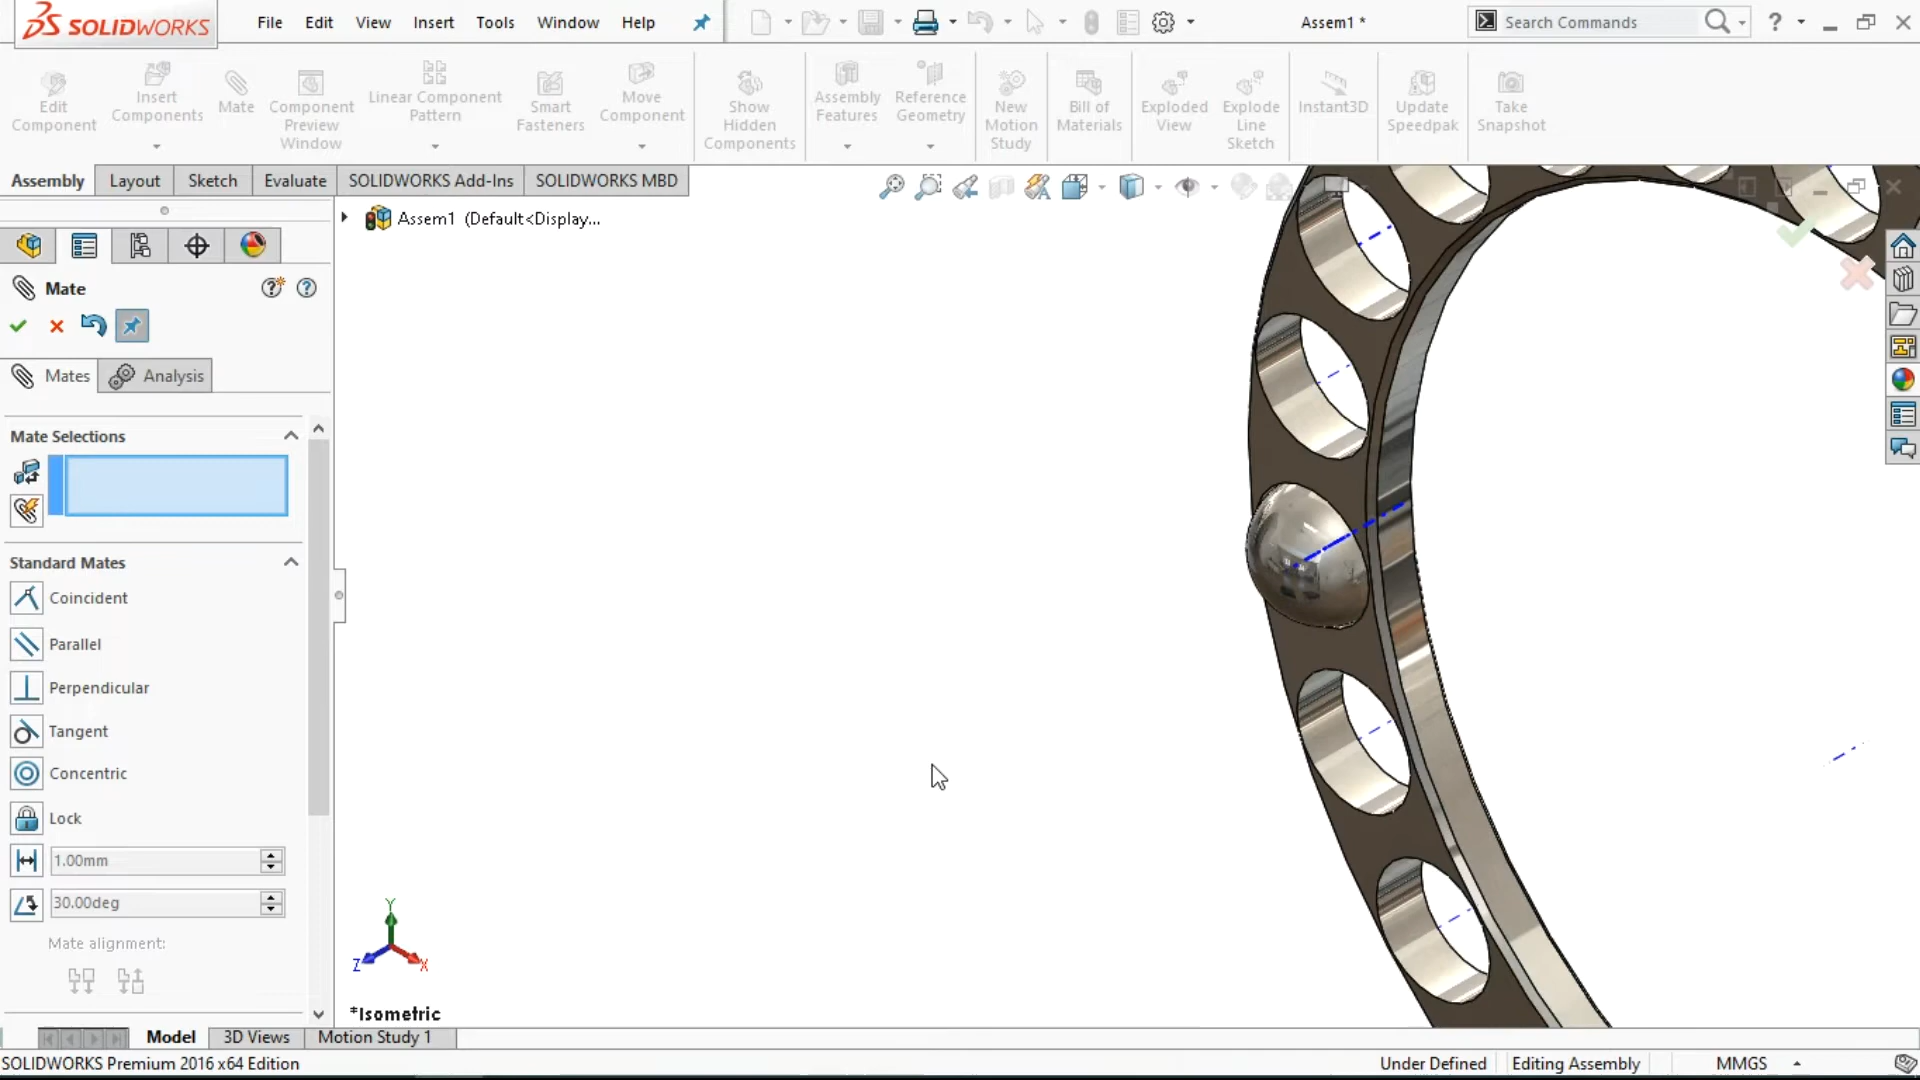 SOLIDWORKS
File Edit View Insert Tools Window Help
Assem1 *
Search Commands
?
Edit Component
Insert Components
Mate
Component Preview Window
Linear Component Pattern
Smart Fasteners
Move Component
Show Hidden Components
Assembly Features
Reference Geometry
New Motion Study
Bill of Materials
Exploded View
Explode Line Sketch
Instant3D
Update Speedpak
Take Snapshot
Assembly Layout Sketch Evaluate SOLIDWORKS Add-Ins SOLIDWORKS MBD
Assem1 (Default<Display...
Mate
Mates Analysis
Mate Selections
Standard Mates
Coincident
Parallel
Perpendicular
Tangent
Concentric
Lock
1.00mm
30.00deg
Mate alignment:
Y
Z X
*Isometric
Model 3D Views Motion Study 1
SOLIDWORKS Premium 2016 x64 Edition
Under Defined Editing Assembly MMGS